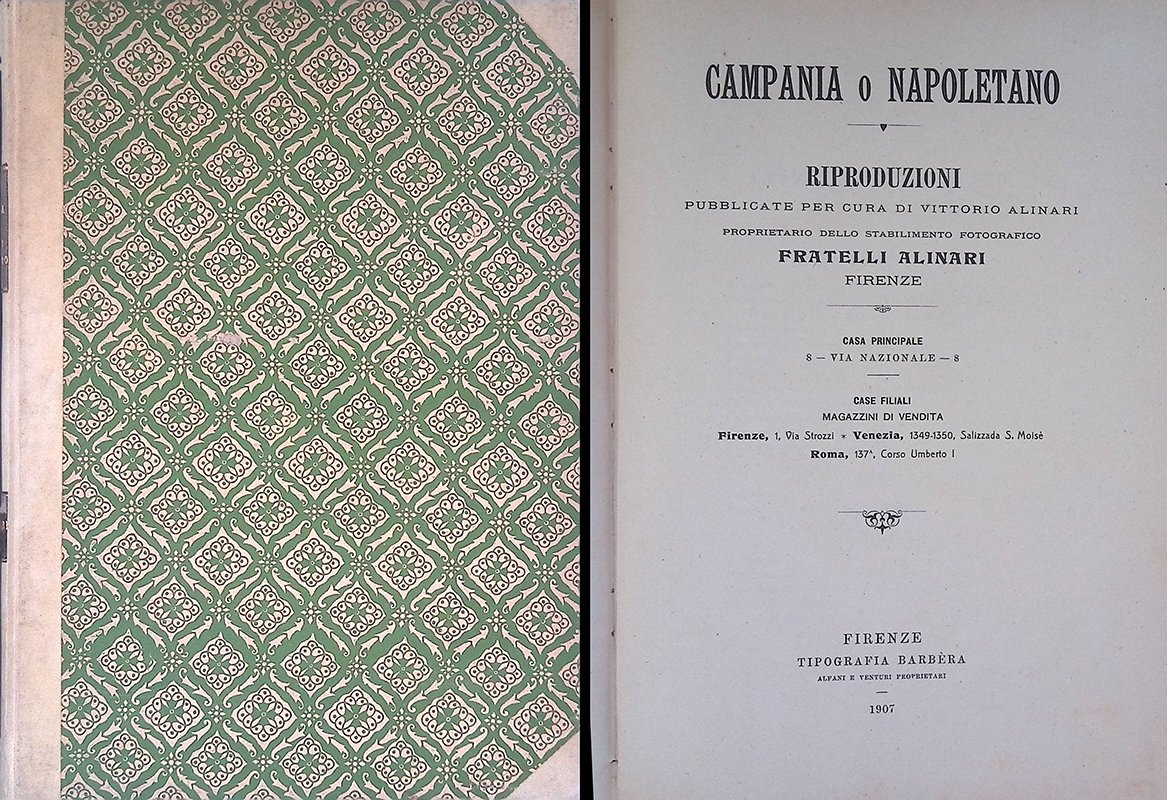 CAMPANIA o NAPOLETANO
RIPRODUZIONI
PUBBLICATE PER CURA DI VITTORIO ALINARI
PROPRIETARIO DELLO STABILIMENTO FOTOGRAFICO
FRATELLI ALINARI
FIRENZE
CASA PRINCIPALE
8 — VIA NAZIONALE — 8
CASE FILIALI
MAGAZZINI DI VENDITA
Firenze, 1, Via Strozzi * Venezia, 1349-1350, Salizzada S. Moisè
Roma, 137ᴬ, Corso Umberto I
FIRENZE
TIPOGRAFIA BARBÈRA
ALFANI E VENTURI PROPRIETARI
1907